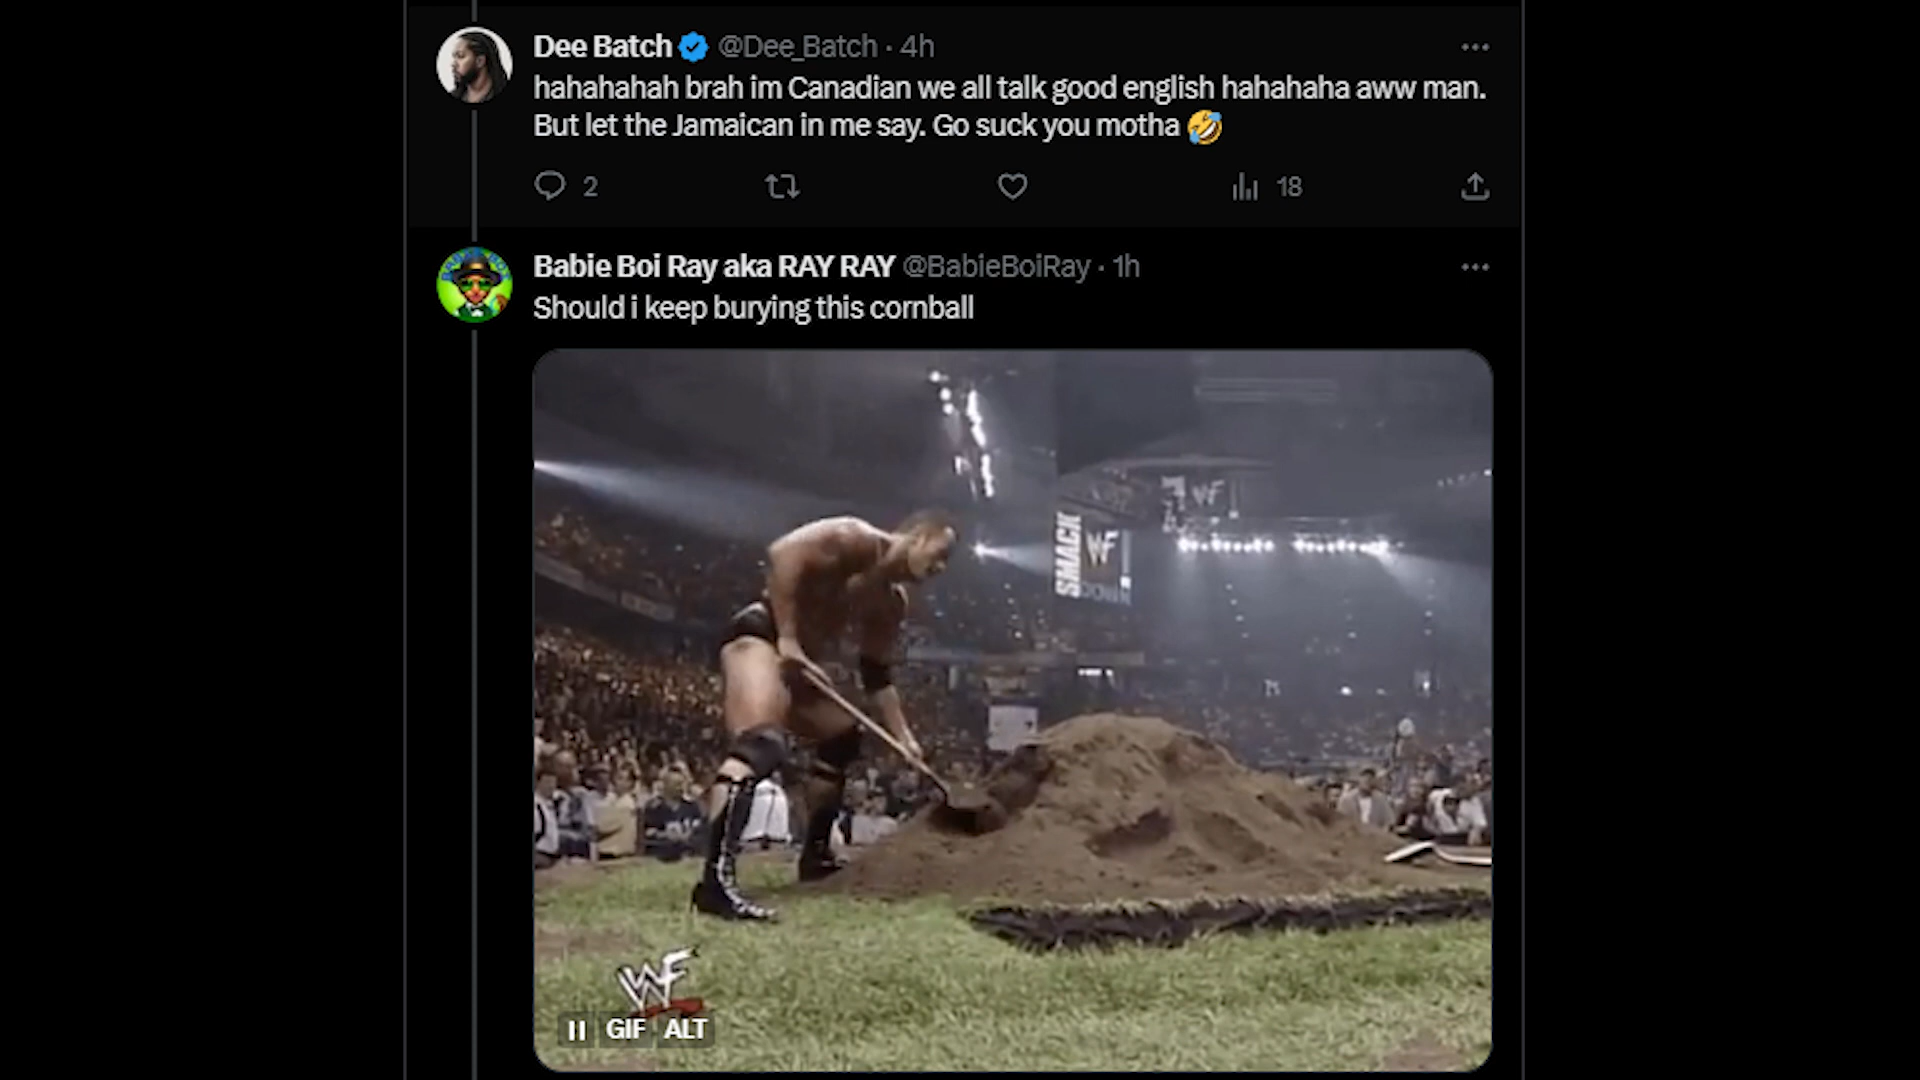 Dee Batch @Dee_Batch · 4h
hahahahah brah im Canadian we all talk good english hahahaha aww man.
But let the Jamaican in me say. Go suck you motha 🤣
2 18
Babie Boi Ray aka RAY RAY @BabieBoiRay · 1h
Should i keep burying this cornball
WF
SMACK
WF
DOWN!
WF
GIF ALT